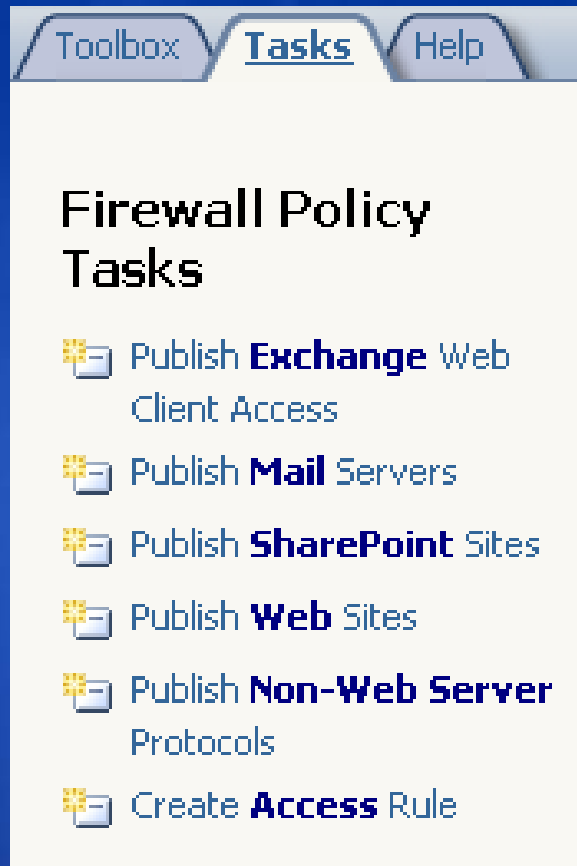 Toolbox Tasks Help
Firewall Policy
Tasks
Publish Exchange Web
Client Access
Publish Mail Servers
Publish SharePoint Sites
Publish Web Sites
Publish Non-Web Server
Protocols
Create Access Rule